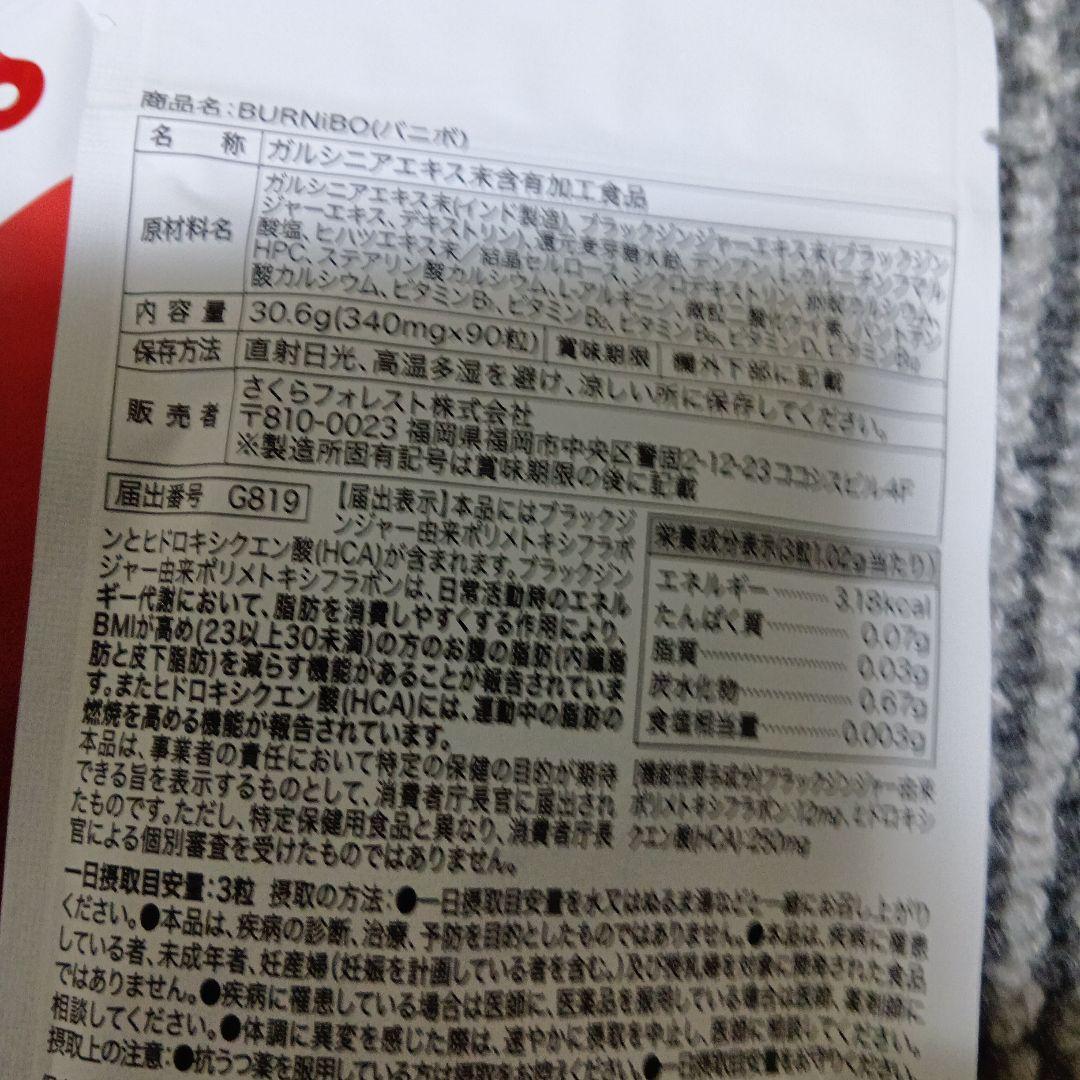 商品名:BURNiBO(バニボ)
名 称 ガルシニアエキス末含有加工食品
原材料名 ガルシニアエキス末(インド製造)、ブラックジンジャーエキス末(ブラックジン
ジャーエキス、デキストリン)、還元麦芽糖水飴、デンプン、L-カルニチンフマル
酸塩、ヒハツエキス末/結晶セルロース、シクロデキストリン、卵殻カルシウム、
HPC、ステアリン酸カルシウム、L-アルギニン、微粒二酸化ケイ素、パントテン
酸カルシウム、ビタミン
内容量 30.6g(340mg×90粒) 賞味期限 欄外下部に記載
保存方法 直射日光、高温多湿を避け、涼しい所に保存してください。
販売者 さくらフォレスト株式会社
〒810-0023 福岡県福岡市中央区警固2-12-23 ココシスビル4F
※製造所固有記号は賞味期限の後に記載
届出番号 G819 【届出表示】本品にはブラックジ
ンジャー由来ポリメトキシフラボ
ンとヒドロキシクエン酸(HCA)が含まれます。ブラックジン
ジャー由来ポリメトキシフラボンは、日常活動時のエネル
ギー代謝において、脂肪を消費しやすくする作用により、
BMIが高め(23以上30未満)の方のお腹の脂肪(内臓脂
肪と皮下脂肪)を減らす機能があることが報告されていま
す。またヒドロキシクエン酸(HCA)には、運動中の脂肪の
燃焼を高める機能が報告されています。
本品は、事業者の責任において特定の保健の目的が期待
できる旨を表示するものとして、消費者庁長官に届出され
たものです。ただし、特定保健用食品と異なり、消費者庁長
官による個別審査を受けたものではありません。
栄養成分表示(3粒1.02g当たり)
エネルギー 3.18kcal
たんぱく質 0.07g
脂質 0.03g
炭水化物 0.67g
食塩相当量 0.003g
[機能性関与成分]ブラックジンジャー由来
ポリメトキシフラボン:12mg、ヒドロキシ
クエン酸(HCA):250mg
一日摂取目安量:3粒 摂取の方法:●一日摂取目安量を水又はぬるま湯などと一緒にお召し上がり
ください。●本品は、疾病の診断、治療、予防を目的としたものではありません。●本品は、疾病に罹患
している者、未成年者、妊産婦(妊娠を計画している者を含む。)及び授乳婦を対象に開発された食品
ではありません。●疾病に罹患している場合は医師に、医薬品を服用している場合は医師、薬剤師に
相談してください。●体調に異変を感じた際は、速やかに摂取を中止し、医師に相談してください。
摂取上の注意:●抗うつ薬を服用している方は摂取をお控えください。●一日摂取目安量をお守りください。